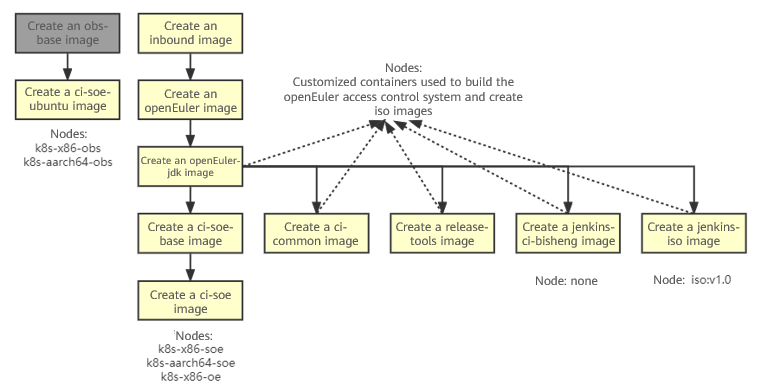 Create an obs-
base image
Create a ci-soe-
ubuntu image
Nodes:
k8s-x86-obs
k8s-aarch64-obs
Create an
inbound image
Create an
openEuler image
Create an openEuler-
jdk image
Create a ci-soe-
base image
Create a ci-soe
image
Nodes:
k8s-x86-soe
k8s-aarch64-soe
k8s-x86-oe
Nodes:
Customized containers used to build the
openEuler access control system and create
iso images
Create a ci-
common image
Create a release-
tools image
Create a jenkins-
ci-bisheng image
Node: none
Create a jenkins-
iso image
Node: iso:v1.0